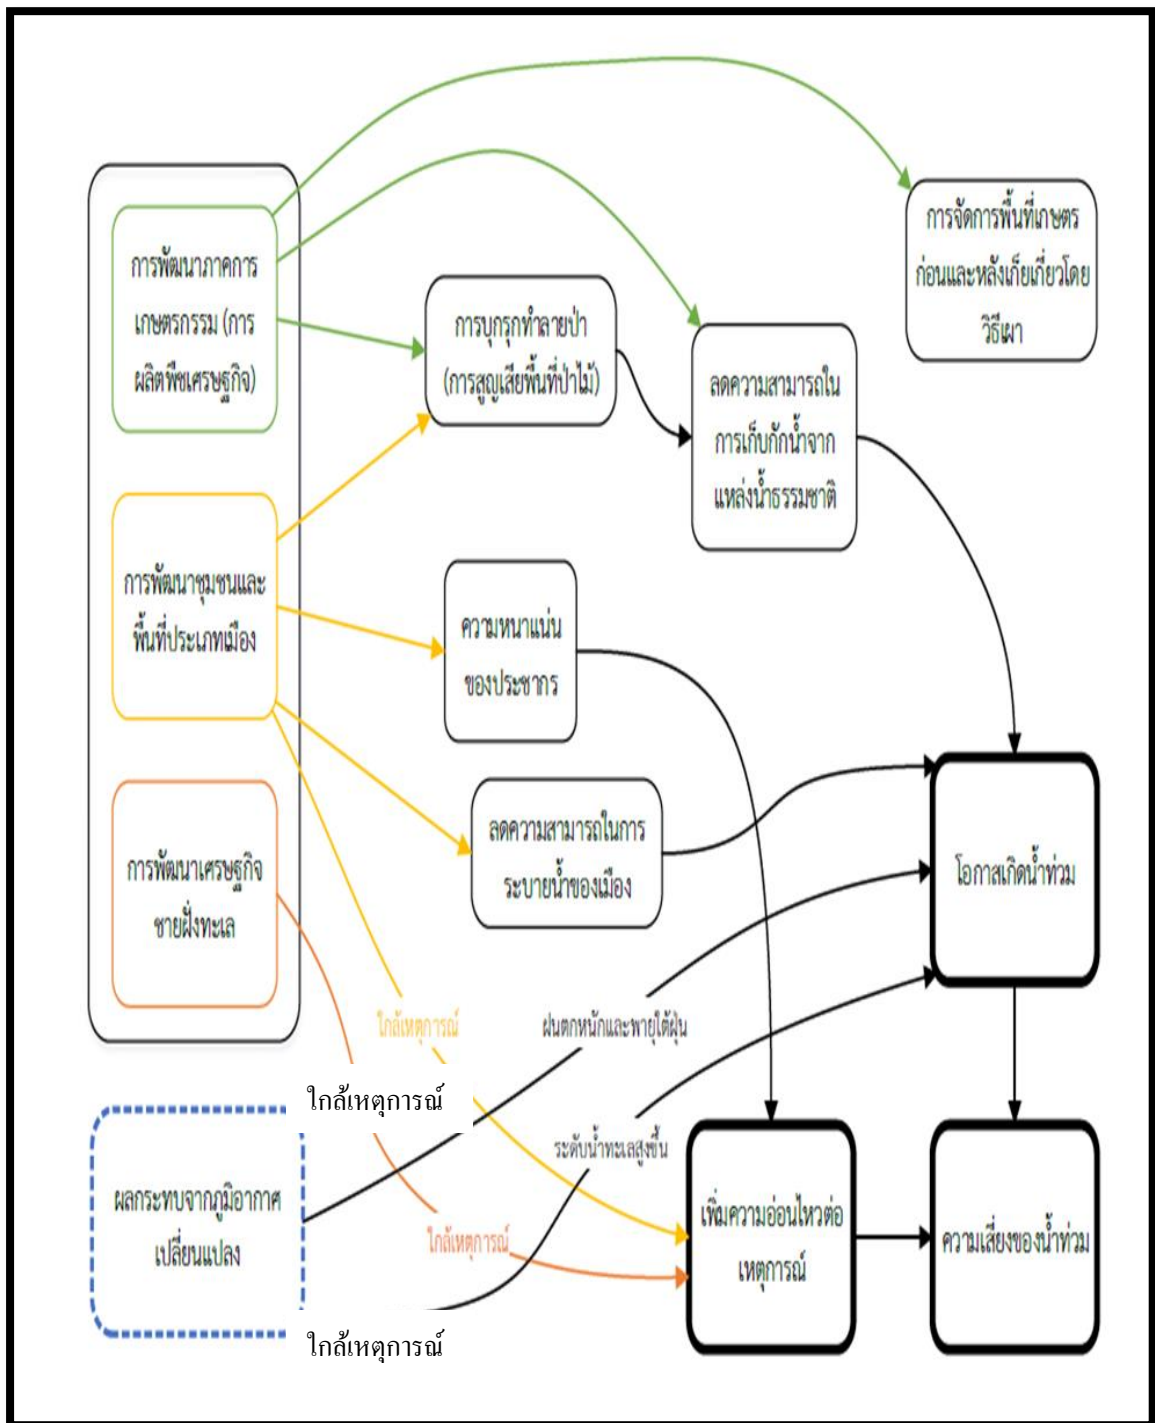 การพัฒนาภาคการ
เกษตรกรรม (การ
ผลิตพืชเศรษฐกิจ)
การพัฒนาชุมชนและ
พื้นที่ประเภทเมือง
การพัฒนาเศรษฐกิจ
ชายฝั่งทะเล
ผลกระทบจากภูมิอากาศ
เปลี่ยนแปลง
การบุกรุกทำลายป่า
(การสูญเสียพื้นที่ป่าไม้)
ความหนาแน่น
ของประชากร
ลดความสามารถในการ
ระบายน้ำของเมือง
ลดความสามารถใน
การเก็บกักน้ำจาก
แหล่งน้ำธรรมชาติ
การจัดการพื้นที่เกษตร
ก่อนและหลังเก็ยเกี่ยวโดย
วิธีเผา
โอกาสเกิดน้ำท่วม
ใกล้เหตุการณ์
ฝนตกหนักและพายุใต้ฝุ่น
ใกล้เหตุการณ์
ระดับน้ำทะเลสูงขึ้น
ใกล้เหตุการณ์
เพิ่มความอ่อนไหวต่อ
เหตุการณ์
ความเสี่ยงของน้ำท่วม
ใกล้เหตุการณ์